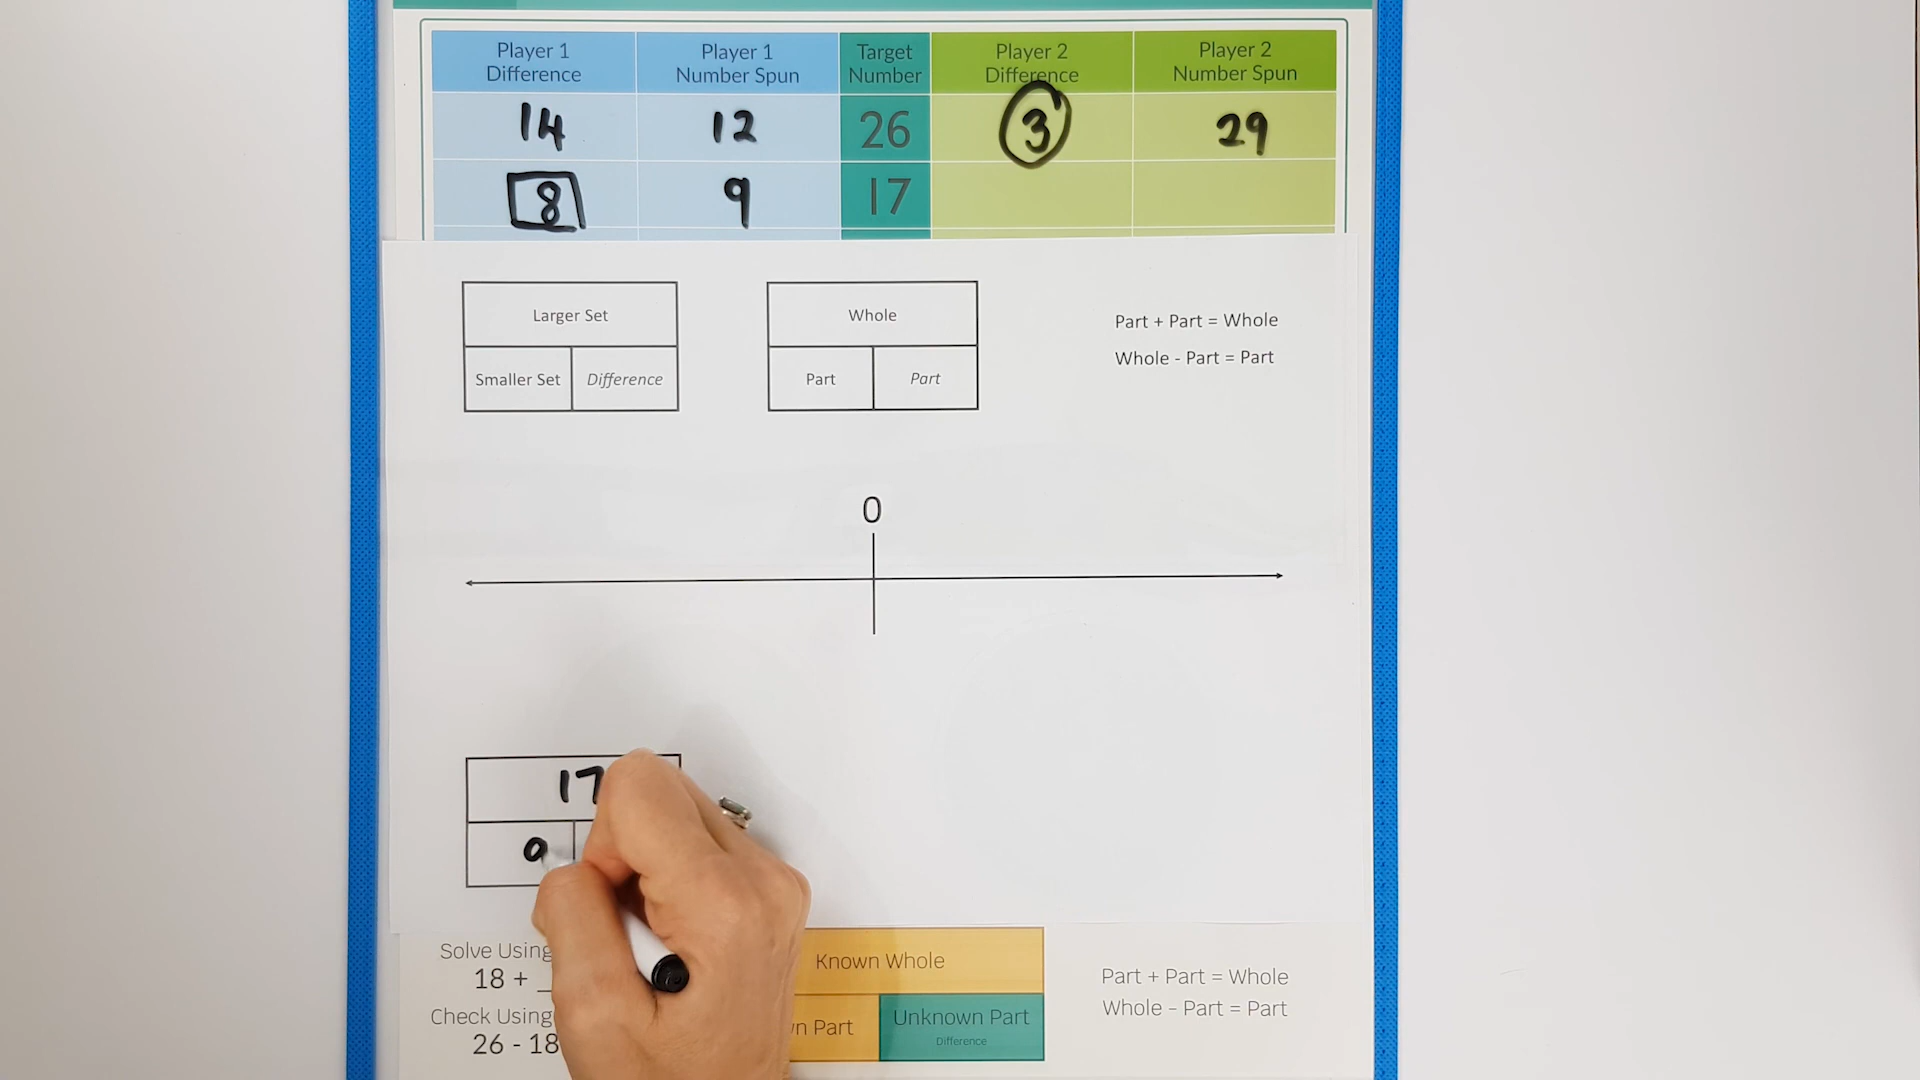 Player 1 Difference
Player 1 Number Spun
Target Number
Player 2 Difference
Player 2 Number Spun
14 12 26 3 29
8 9 17
Larger Set
Smaller Set Difference
Whole
Part Part
Part + Part = Whole
Whole - Part = Part
0
17
9
Solve Using
18 + _
Check Using
26 - 18
Known Whole
Part
Unknown Part
Difference
Part + Part = Whole
Whole - Part = Part